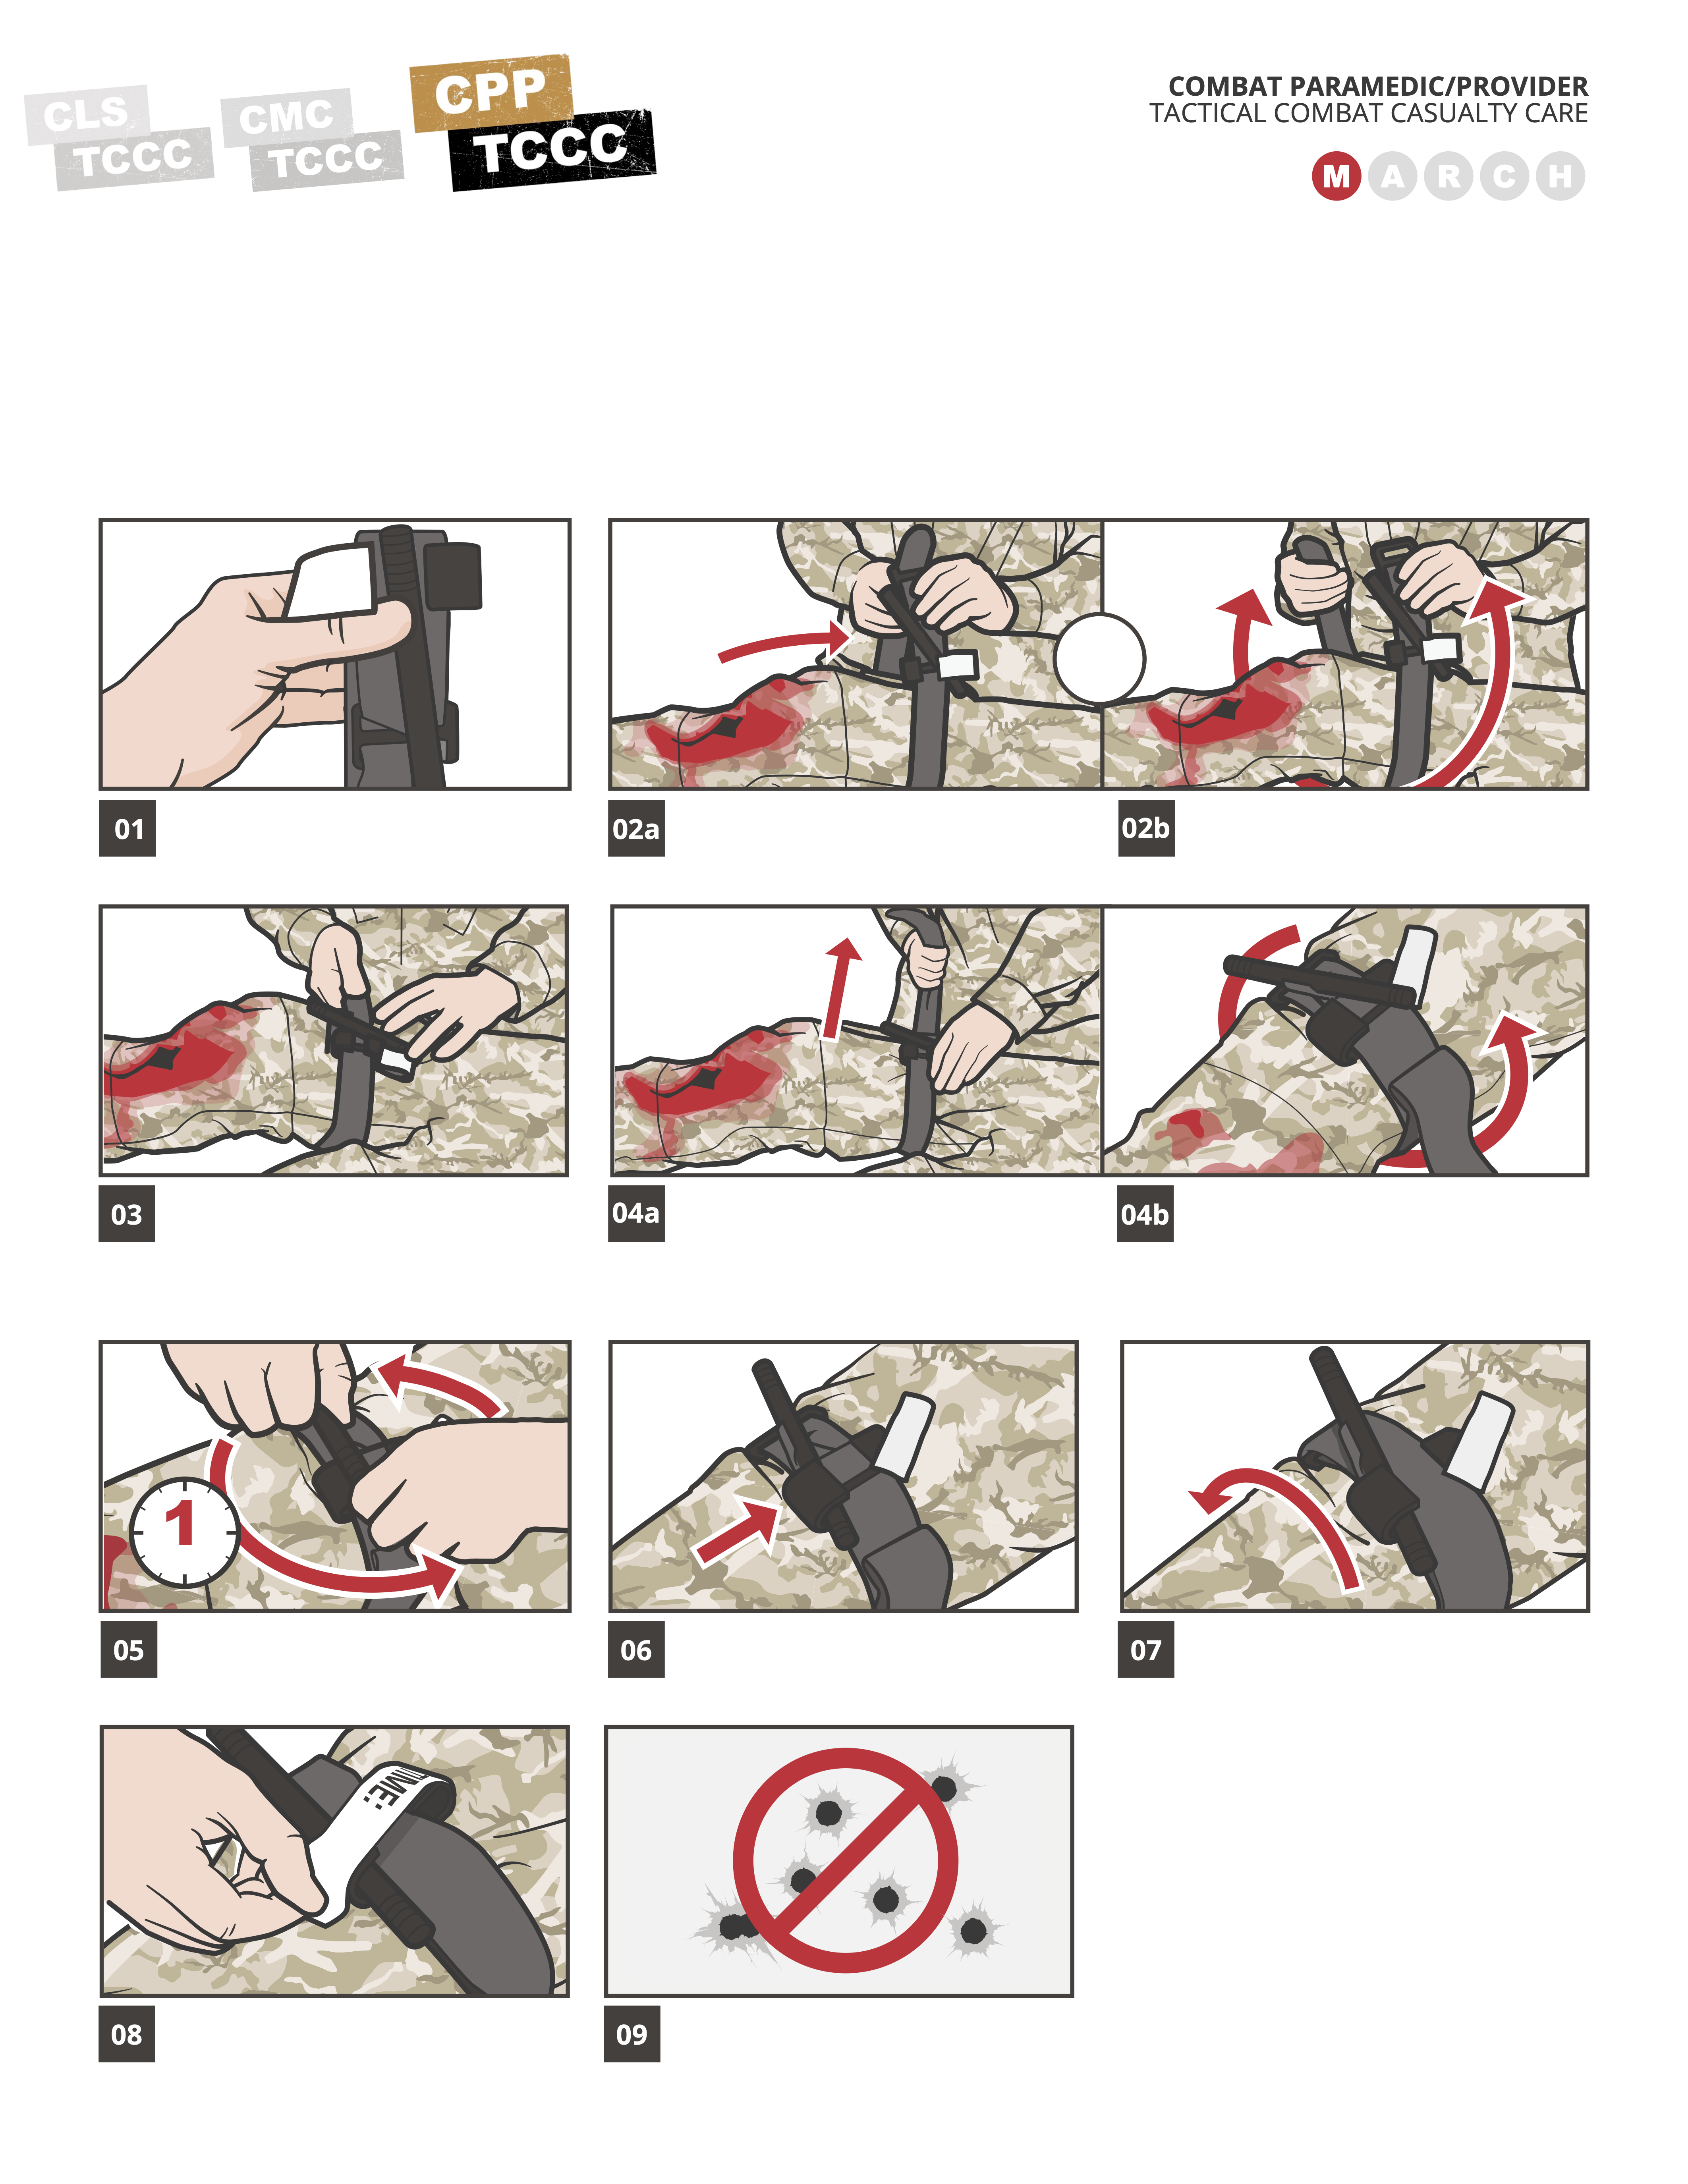 CLS
TCCC
CMC
TCCC
CPP
TCCC
COMBAT PARAMEDIC/PROVIDER
TACTICAL COMBAT CASUALTY CARE
M A R C H
01
02a
02b
03
04a
04b
1
05
06
07
TIME:
08
09